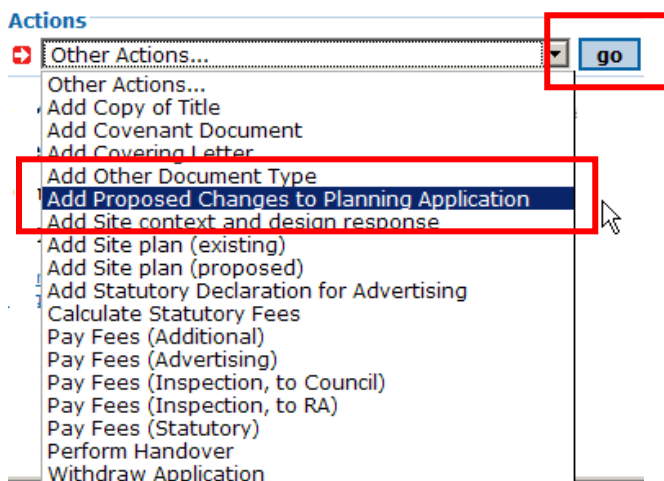 Actions
Other Actions... go
Other Actions...
Add Copy of Title
Add Covenant Document
Add Covering Letter
Add Other Document Type
Add Proposed Changes to Planning Application
Add Site context and design response
Add Site plan (existing)
Add Site plan (proposed)
Add Statutory Declaration for Advertising
Calculate Statutory Fees
Pay Fees (Additional)
Pay Fees (Advertising)
Pay Fees (Inspection, to Council)
Pay Fees (Inspection, to RA)
Pay Fees (Statutory)
Perform Handover
Withdraw Application